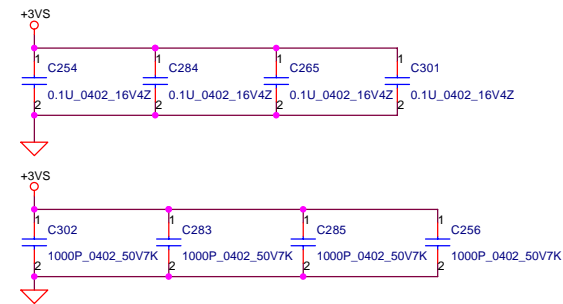 +3VS
1 1 1 1
C254 C284 C265 C301
0.1U_0402_16V4Z 0.1U_0402_16V4Z 0.1U_0402_16V4Z 0.1U_0402_16V4Z
2 2 2 2
+3VS
1 1 1 1
C302 C283 C285 C256
1000P_0402_50V7K 1000P_0402_50V7K 1000P_0402_50V7K 1000P_0402_50V7K
2 2 2 2